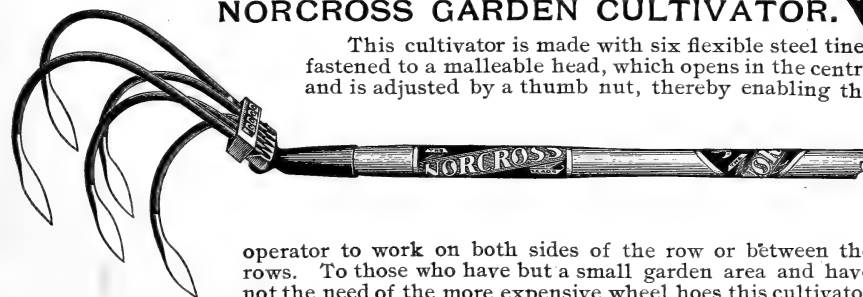 NORCROSS GARDEN CULTIVATOR.
This cultivator is made with six flexible steel tine
fastened to a malleable head, which opens in the centr
and is adjusted by a thumb nut, thereby enabling th
NORCROSS
operator to work on both sides of the row or between th
rows. To those who have but a small garden area and have
not the need of the more expensive wheel hoes this cultivato